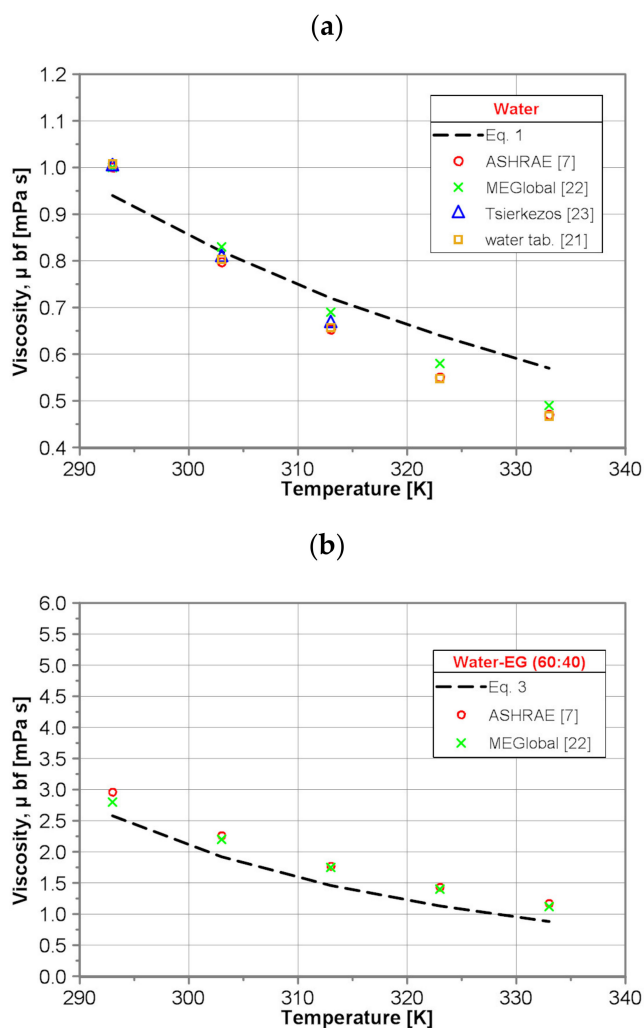 (a)
1.2
1.1
1.0
0.9
0.8
0.7
0.6
0.5
0.4
Viscosity, μ bf [mPa s]
Water
Eq. 1
ASHRAE [7]
MEGlobal [22]
Tsierkezos [23]
water tab. [21]
290 300 310 320 330 340
Temperature [K]
(b)
6.0
5.5
5.0
4.5
4.0
3.5
3.0
2.5
2.0
1.5
1.0
0.5
0.0
Viscosity, μ bf [mPa s]
Water-EG (60:40)
Eq. 3
ASHRAE [7]
MEGlobal [22]
290 300 310 320 330 340
Temperature [K]